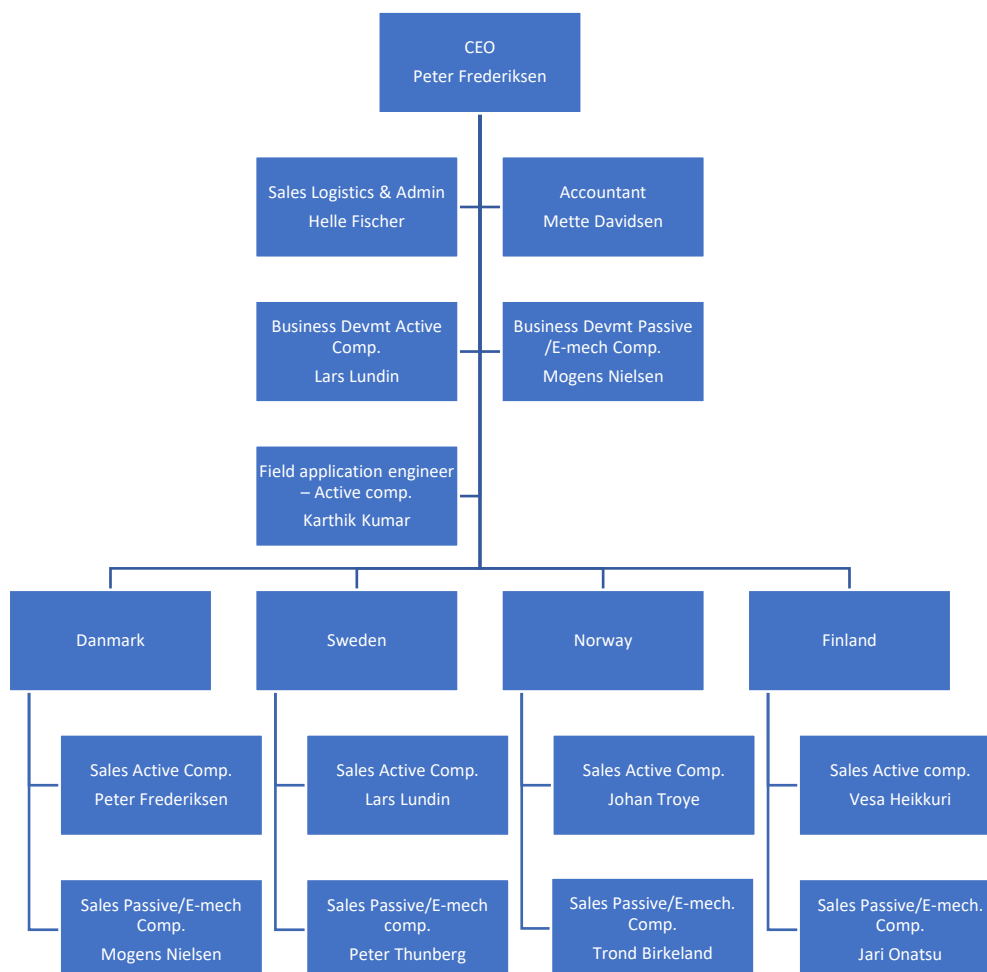 CEO
Peter Frederiksen
Sales Logistics & Admin
Helle Fischer
Accountant
Mette Davidsen
Business Devmt Active
Comp.
Lars Lundin
Business Devmt Passive
/E-mech Comp.
Mogens Nielsen
Field application engineer
– Active comp.
Karthik Kumar
Danmark
Sweden
Norway
Finland
Sales Active Comp.
Peter Frederiksen
Sales Active Comp.
Lars Lundin
Sales Active Comp.
Johan Troye
Sales Active comp.
Vesa Heikkuri
Sales Passive/E-mech
Comp.
Mogens Nielsen
Sales Passive/E-mech
comp.
Peter Thunberg
Sales Passive/E-mech.
Comp.
Trond Birkeland
Sales Passive/E-mech.
Comp.
Jari Onatsu